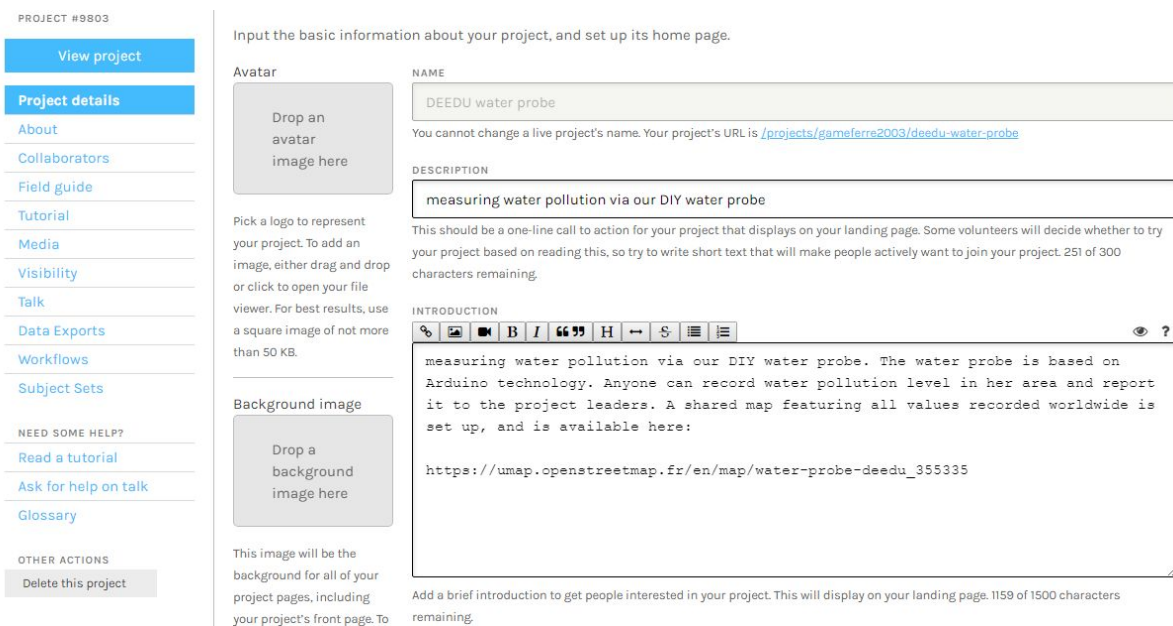 PROJECT #9803
View project
Project details
About
Collaborators
Field guide
Tutorial
Media
Visibility
Talk
Data Exports
Workflows
Subject Sets
NEED SOME HELP?
Read a tutorial
Ask for help on talk
Glossary
OTHER ACTIONS
Delete this project
Input the basic information about your project, and set up its home page.
Avatar
Drop an
avatar
image here
Pick a logo to represent
your project. To add an
image, either drag and drop
or click to open your file
viewer. For best results, use
a square image of not more
than 50 KB.
Background image
Drop a
background
image here
This image will be the
background for all of your
project pages, including
your project's front page. To
NAME
DEEDU water probe
You cannot change a live project's name. Your project's URL is /projects/gameferre2003/deedu-water-probe
DESCRIPTION
measuring water pollution via our DIY water probe
This should be a one-line call to action for your project that displays on your landing page. Some volunteers will decide whether to try
your project based on reading this, so try to write short text that will make people actively want to join your project. 251 of 300
characters remaining.
INTRODUCTION
B I H S ?
measuring water pollution via our DIY water probe. The water probe is based on
Arduino technology. Anyone can record water pollution level in her area and report
it to the project leaders. A shared map featuring all values recorded worldwide is
set up, and is available here:
https://umap.openstreetmap.fr/en/map/water-probe-deedu_355335
Add a brief introduction to get people interested in your project. This will display on your landing page. 1159 of 1500 characters
remaining.